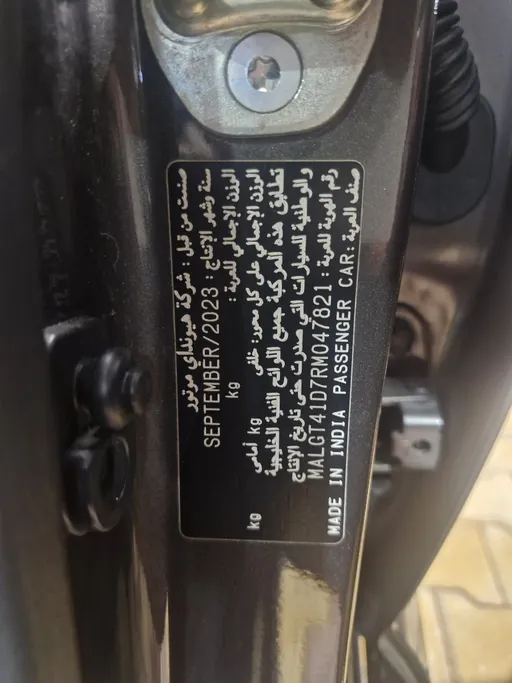 صنعت من قبل : شركة هيونداي موتور
سنة وشهر الإنتاج : SEPTEMBER/2023
الوزن الإجمالي للعربة : kg
الوزن الإجمالي على كل محور: خلفي kg أمامى kg
تطابق هذه المركبة جميع اللوائح الفنية الخليجية
والوطنية للسيارات التي صدرت حتى تاريخ الإنتاج
رقم الهوية للعربة : MALGT41D7RM047821
صنف العربة : MADE IN INDIA PASSENGER CAR